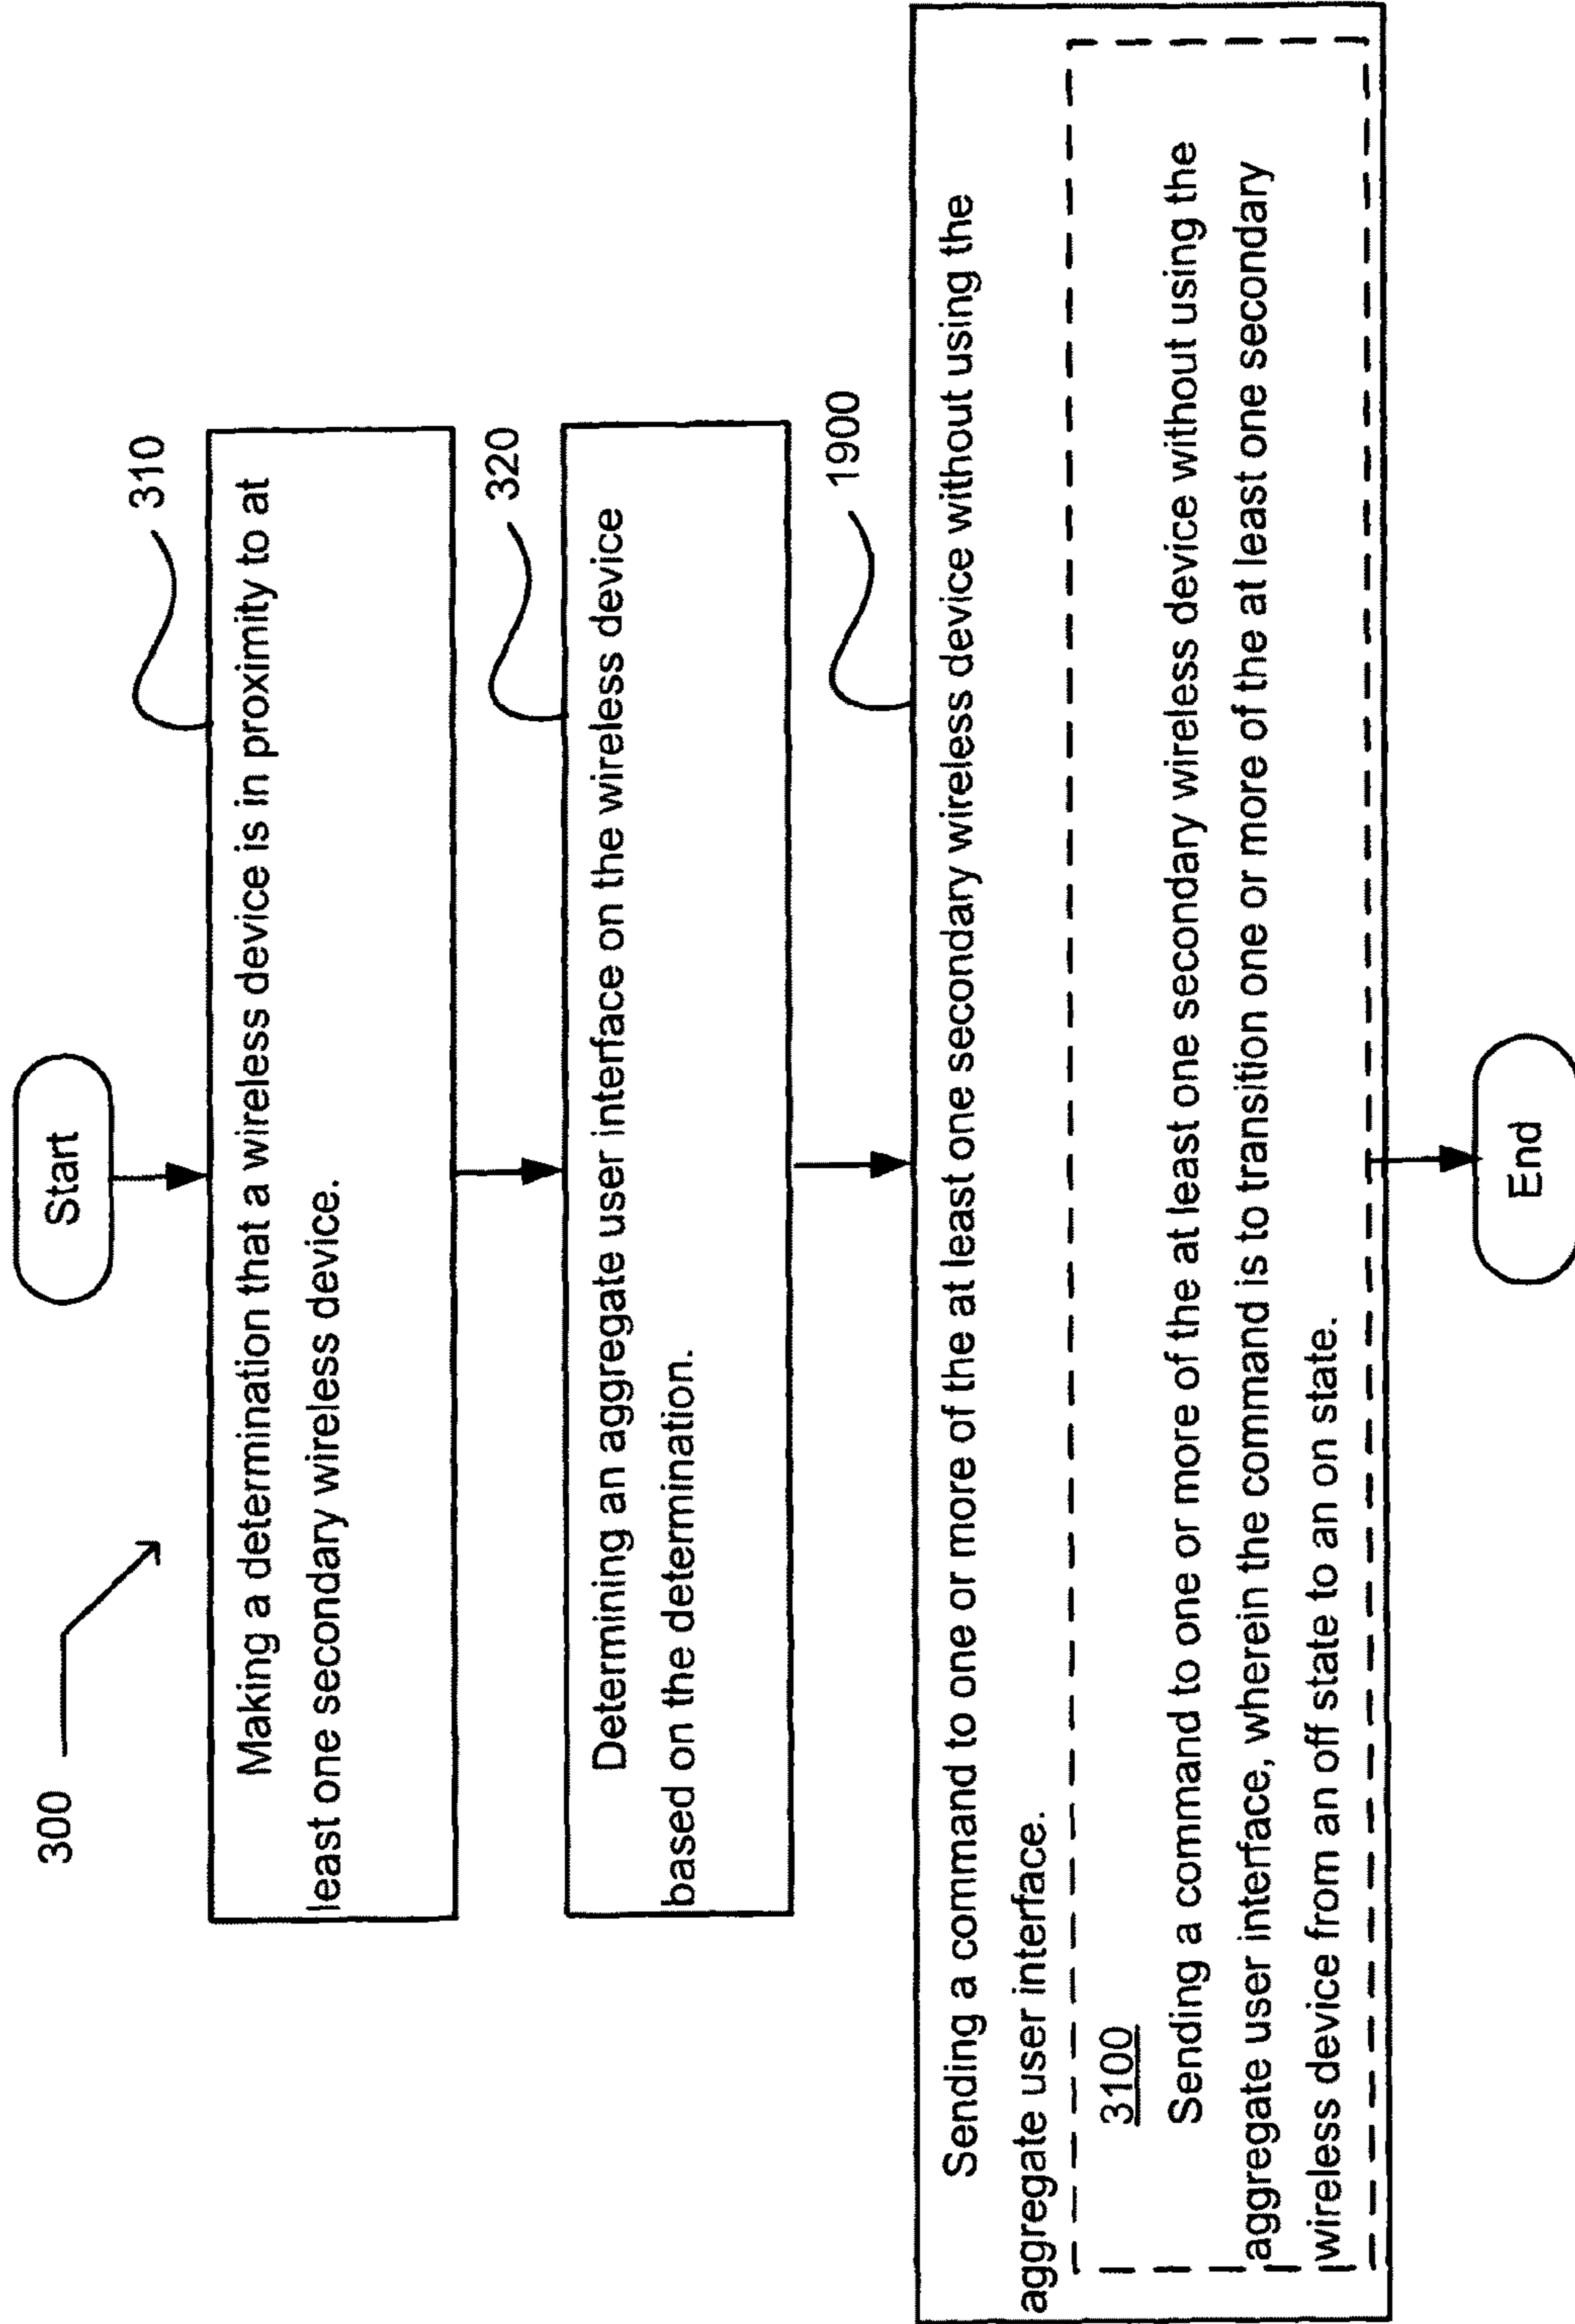 300
Start
310
Making a determination that a wireless device is in proximity to at
least one secondary wireless device.
320
Determining an aggregate user interface on the wireless device
based on the determination.
1900
Sending a command to one or more of the at least one secondary wireless device without using the
aggregate user interface.
3100
Sending a command to one or more of the at least one secondary wireless device without using the
aggregate user interface, wherein the command is to transition one or more of the at least one secondary
wireless device from an off state to an on state.
End